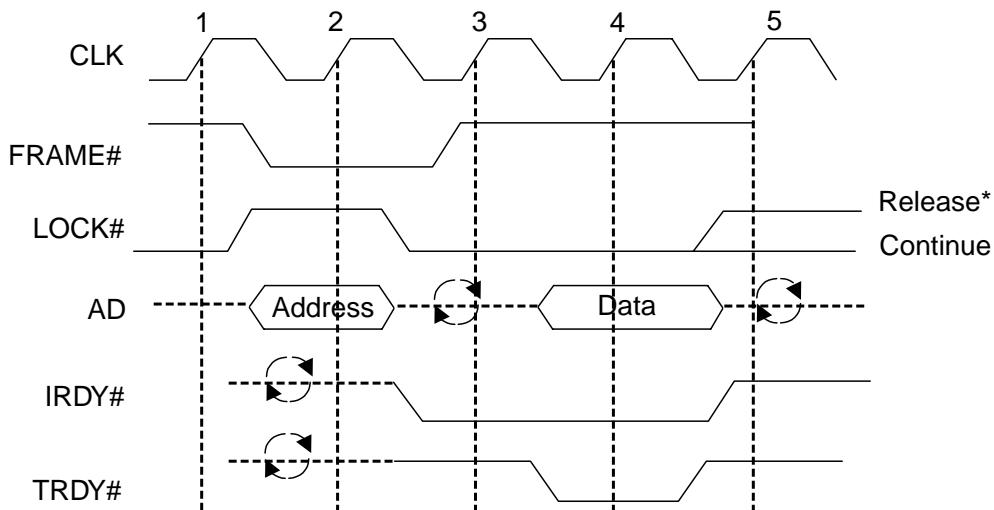 1 2 3 4 5
CLK
FRAME#
LOCK#
Release*
Continue
AD
Address
Data
IRDY#
TRDY#